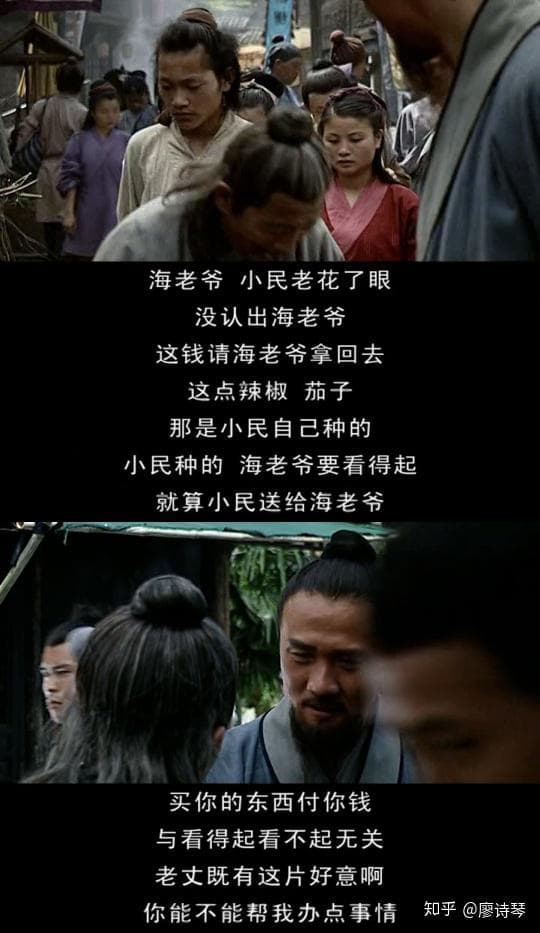 海老爷 小民老花了眼
没认出海老爷
这钱请海老爷拿回去
这点辣椒 茄子
那是小民自己种的
小民种的 海老爷要看得起
就算小民送给海老爷
买你的东西付你钱
与看得起看不起无关
老丈既有这片好意啊
你能不能帮我办点事情
知乎 @廖诗琴